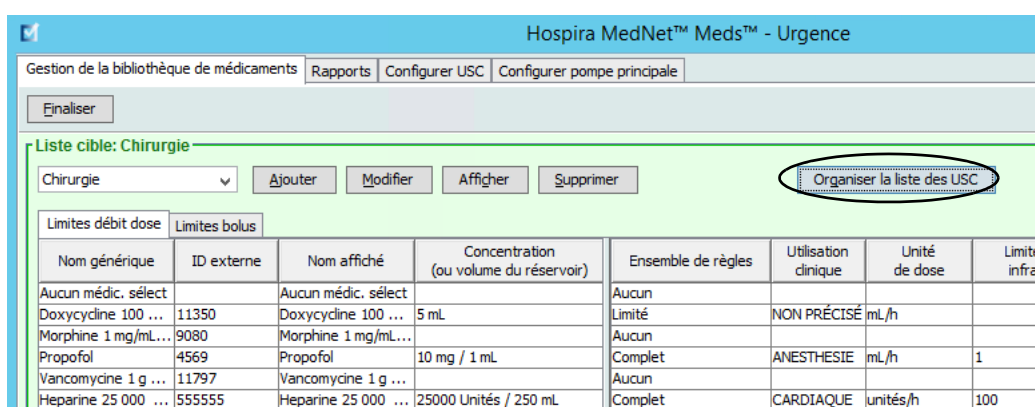 Hospira MedNet™ Meds™ - Urgence
Gestion de la bibliothèque de médicaments Rapports Configurer USC Configurer pompe principale
Finaliser
Liste cible: Chirurgie
Chirurgie Ajouter Modifier Afficher Supprimer Organiser la liste des USC
Limites débit dose Limites bolus
Nom générique ID externe Nom affiché Concentration (ou volume du réservoir) Ensemble de règles Utilisation clinique Unité de dose Limite infra
Aucun médic. sélect Aucun médic. sélect Aucun
Doxycycline 100 ... 11350 Doxycycline 100 ... 5 mL Limité NON PRÉCISÉ mL/h
Morphine 1 mg/mL... 9080 Morphine 1 mg/mL... Aucun
Propofol 4569 Propofol 10 mg / 1 mL Complet ANESTHESIE mL/h 1
Vancomycine 1 g ... 11797 Vancomycine 1 g ... Aucun
Heparine 25 000 ... 555555 Heparine 25 000 ... 25000 Unités / 250 mL Complet CARDIAQUE unités/h 100